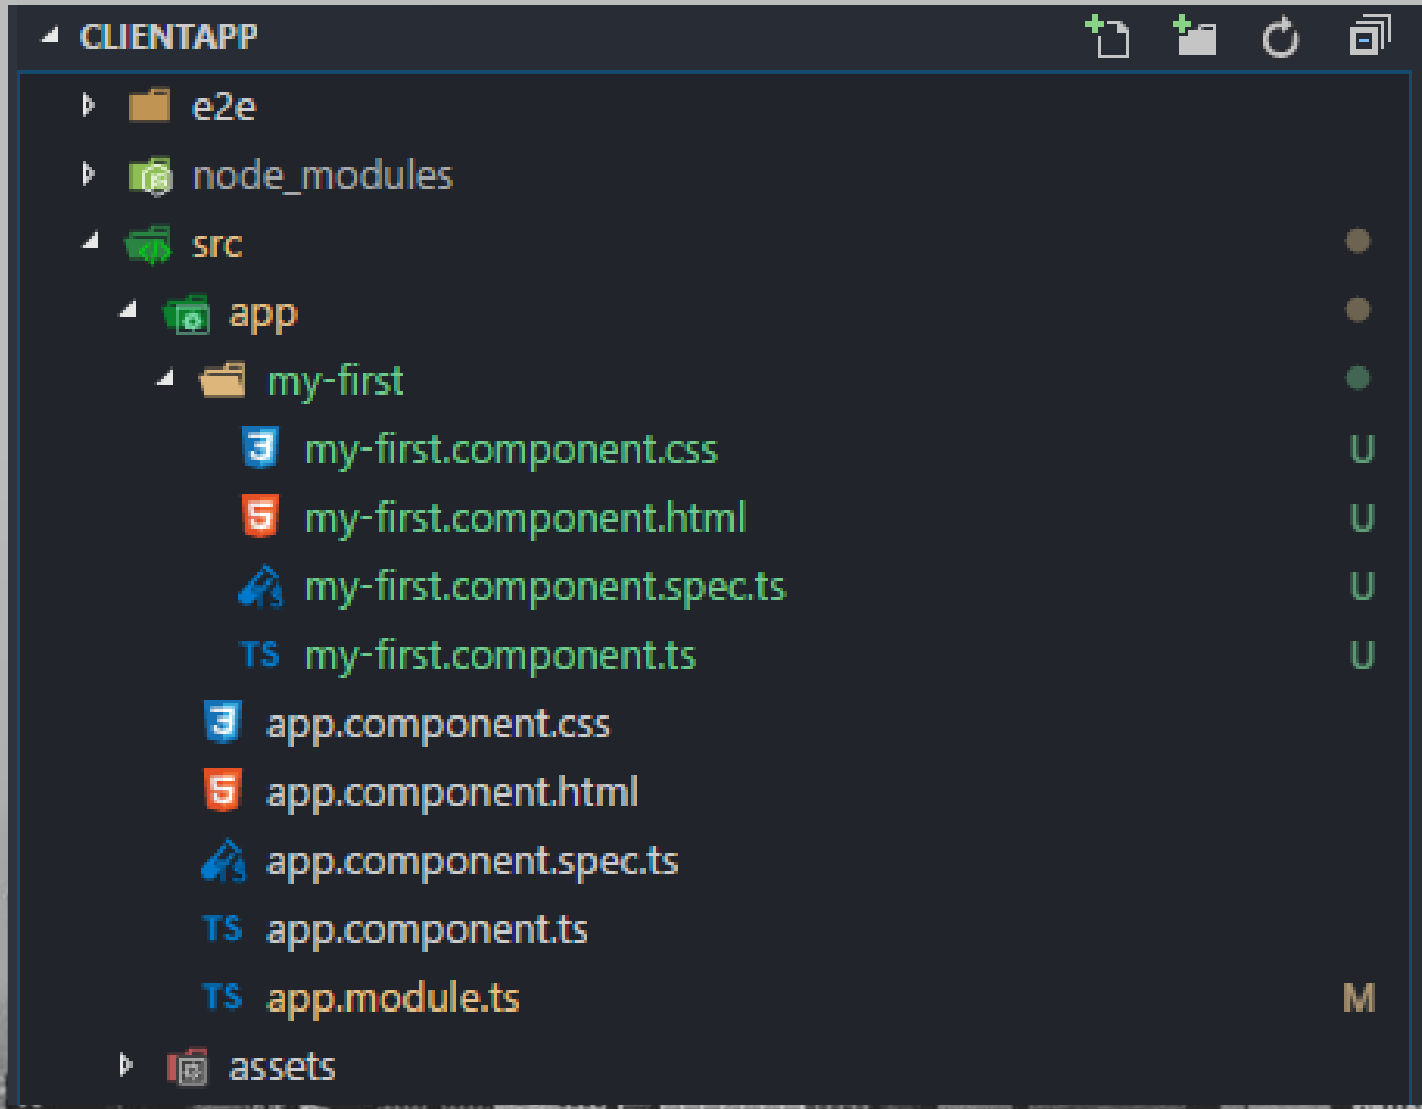 CLIENTAPP
e2e
node_modules
src
app
my-first
my-first.component.css U
my-first.component.html U
my-first.component.spec.ts U
TS my-first.component.ts U
app.component.css
app.component.html
app.component.spec.ts
TS app.component.ts
TS app.module.ts M
assets